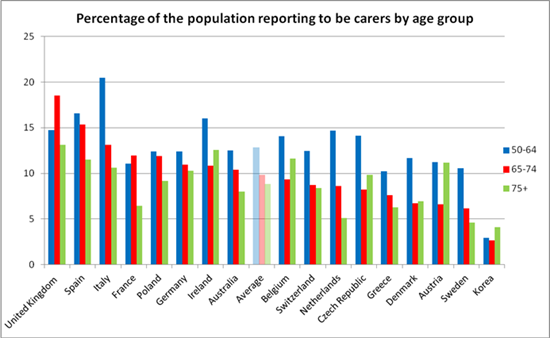 Percentage of the population reporting to be carers by age group
25
20
15
10
5
0
50-64
65-74
75+
United Kingdom
Spain
Italy
France
Poland
Germany
Ireland
Australia
Average
Belgium
Switzerland
Netherlands
Czech Republic
Greece
Denmark
Austria
Sweden
Korea